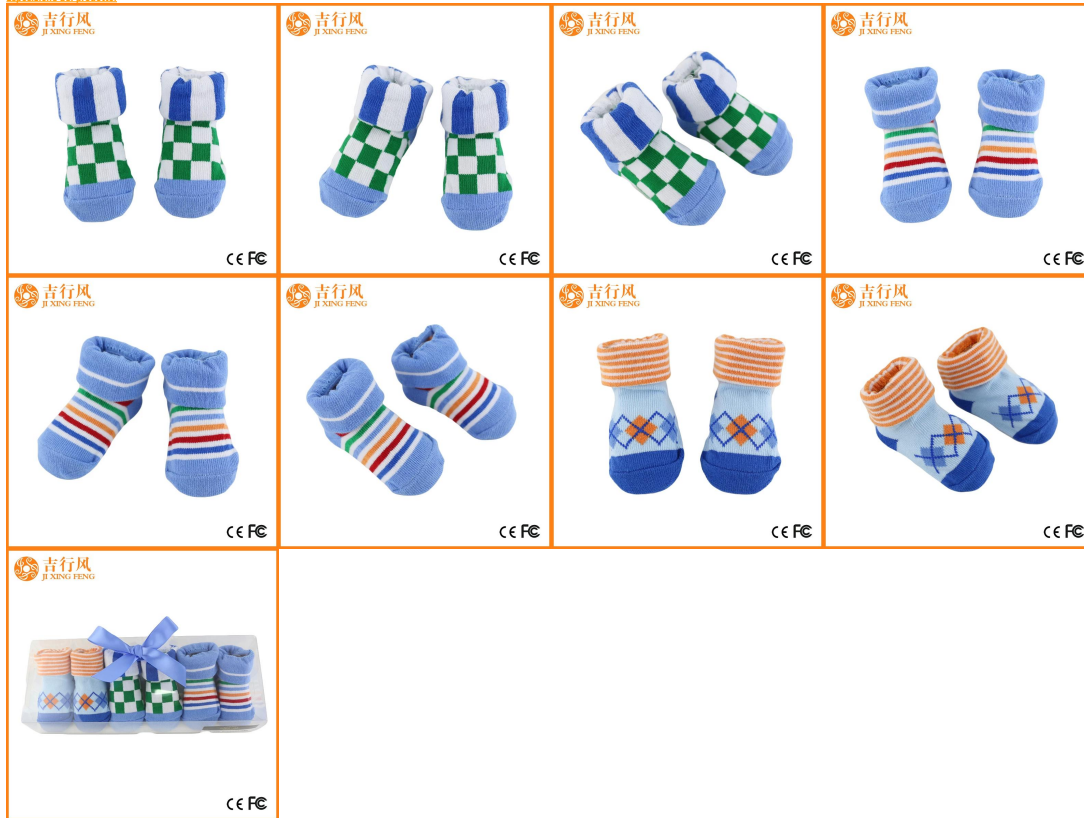 吉行风
JI XING FENG
CE FC
吉行风
JI XING FENG
CE FC
吉行风
JI XING FENG
CE FC
吉行风
JI XING FENG
CE FC
吉行风
JI XING FENG
CE FC
吉行风
JI XING FENG
CE FC
吉行风
JI XING FENG
CE FC
吉行风
JI XING FENG
CE FC
吉行风
JI XING FENG
CE FC